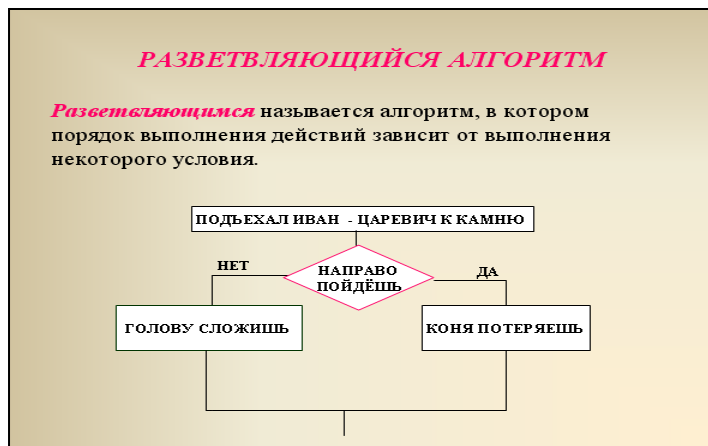 РАЗВЕТВЛЯЮЩИЙСЯ АЛГОРИТМ
Разветвляющимся называется алгоритм, в котором
порядок выполнения действий зависит от выполнения
некоторого условия.
ПОДЪЕХАЛ ИВАН - ЦАРЕВИЧ К КАМНЮ
НЕТ
НАПРАВО
ПОЙДЁШЬ
ДА
ГОЛОВУ СЛОЖИШЬ
КОНЯ ПОТЕРЯЕШЬ